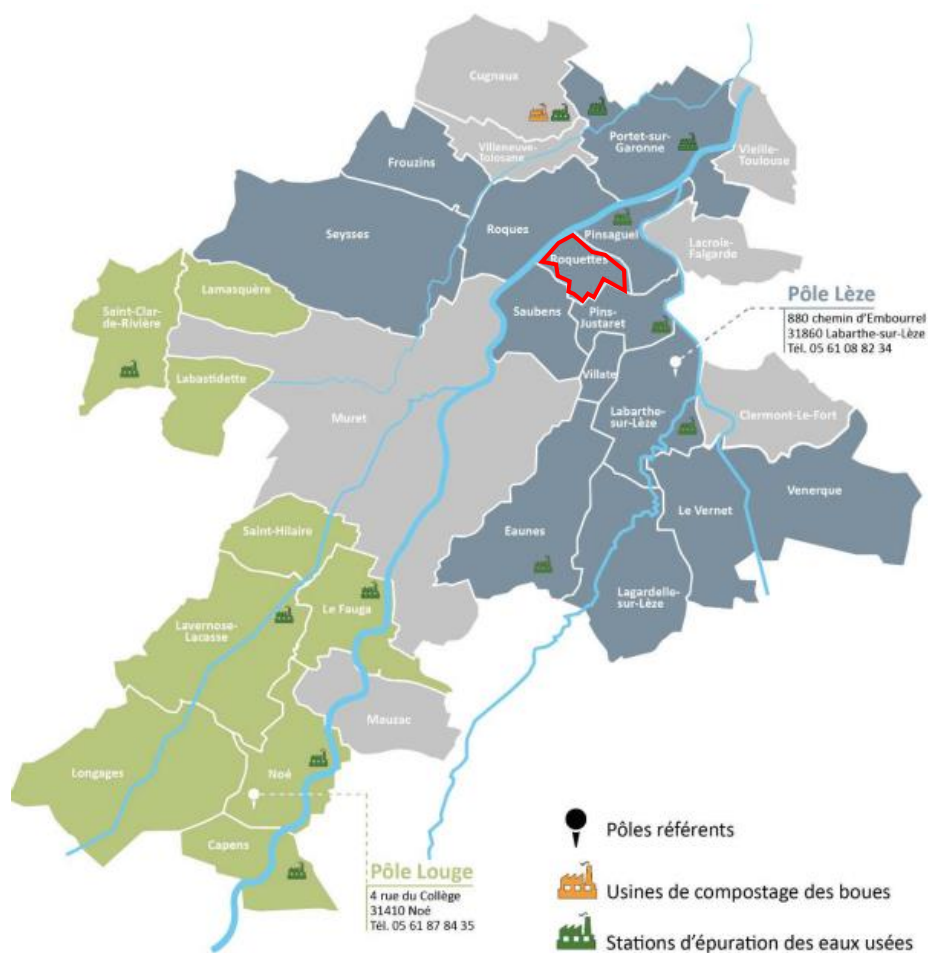 Cugnaux
Villeneuve-
Tolosane
Portet-sur-
Garonne
Vieille-
Toulouse
Frouzins
Seysses
Roques
Pinsaguel
Lacroix-
Falgarde
Roquettes
Lamasquère
Saint-Clar-
de-Rivière
Saubens
Pins-
Justaret
Pôle Lèze
880 chemin d'Embourrel
31860 Labarthe-sur-Lèze
Tél. 05 61 08 82 34
Labastidette
Villate
Muret
Labarthe-
sur-Lèze
Clermont-Le-Fort
Venerque
Le Vernet
Saint-Hilaire
Eaunes
Lagardelle-
sur-Lèze
Le Fauga
Lavernose-
Lacasse
Mauzac
Longages
Noé
Capens
Pôle Louge
4 rue du Collège
31410 Noé
Tél. 05 61 87 84 35
Pôles référents
Usines de compostage des boues
Stations d'épuration des eaux usées